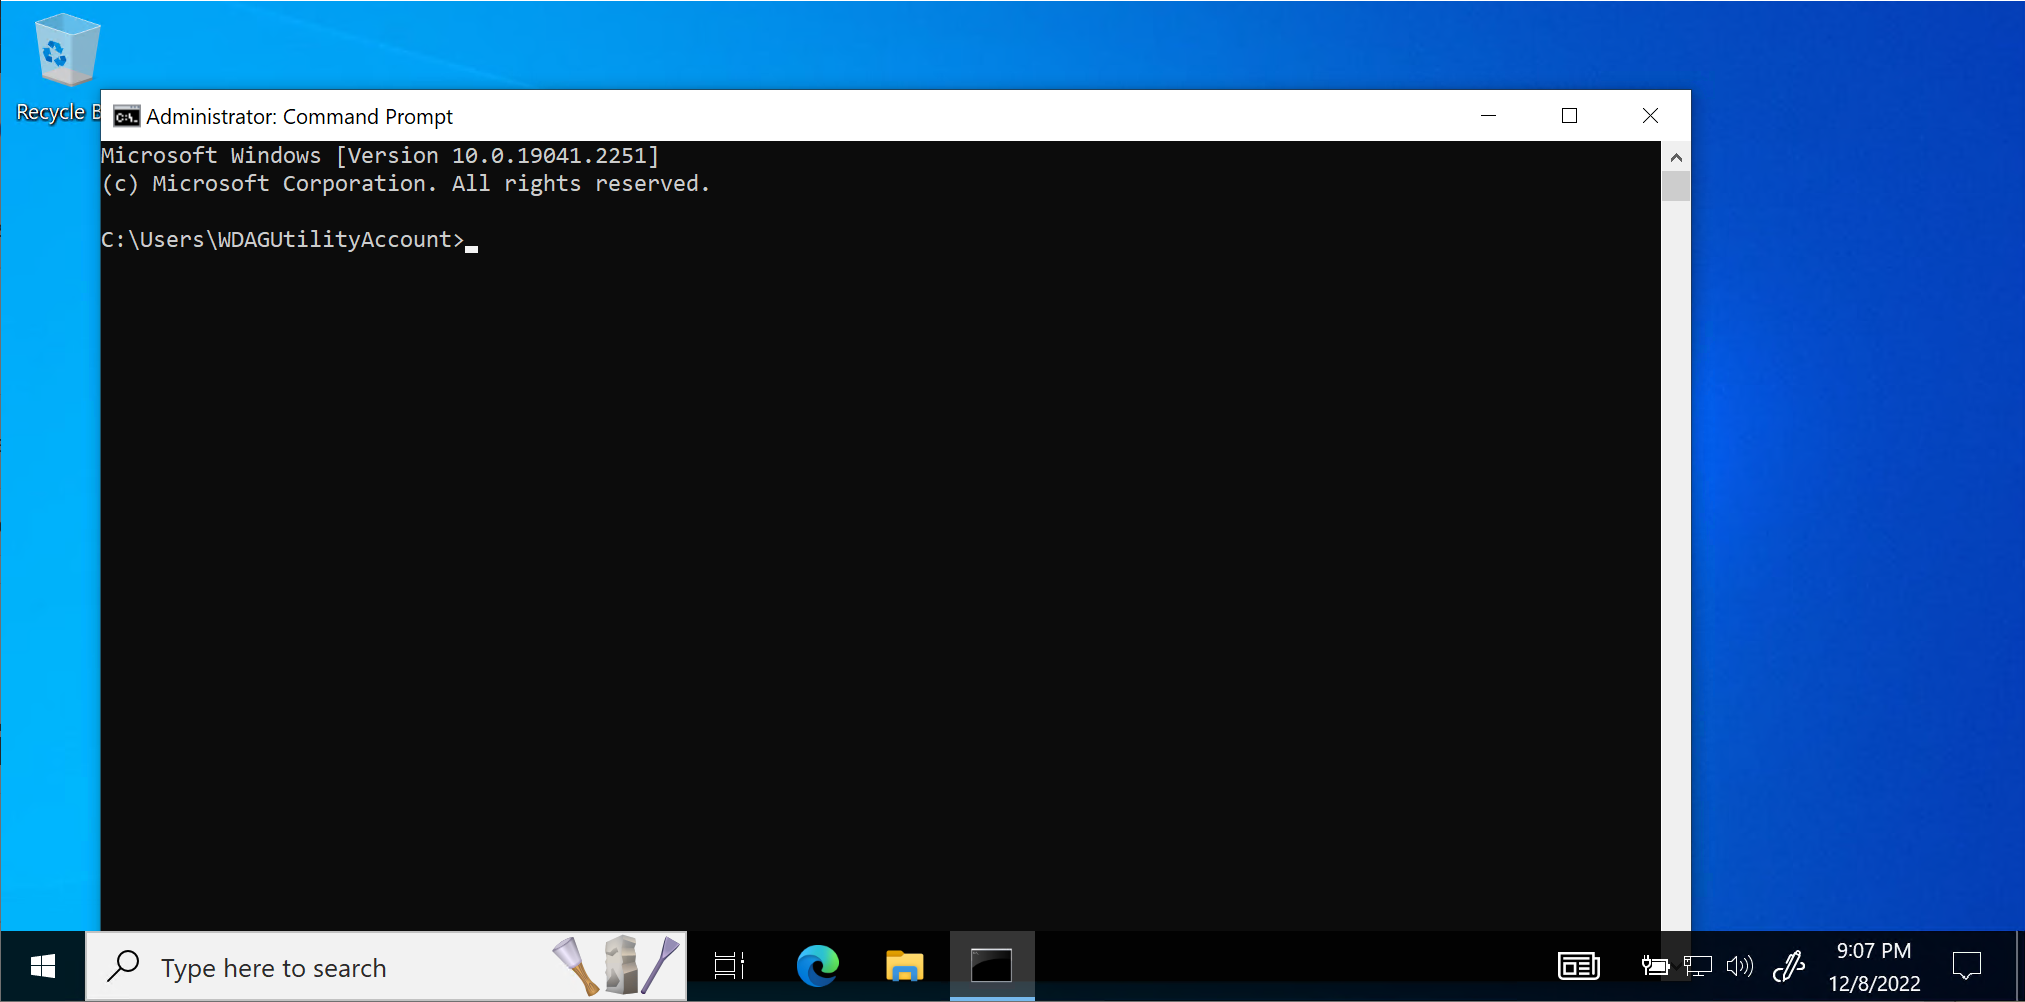 Recycle B
Administrator: Command Prompt
Microsoft Windows [Version 10.0.19041.2251]
(c) Microsoft Corporation. All rights reserved.
C:\Users\WDAGUtilityAccount>
Type here to search
9:07 PM
12/8/2022